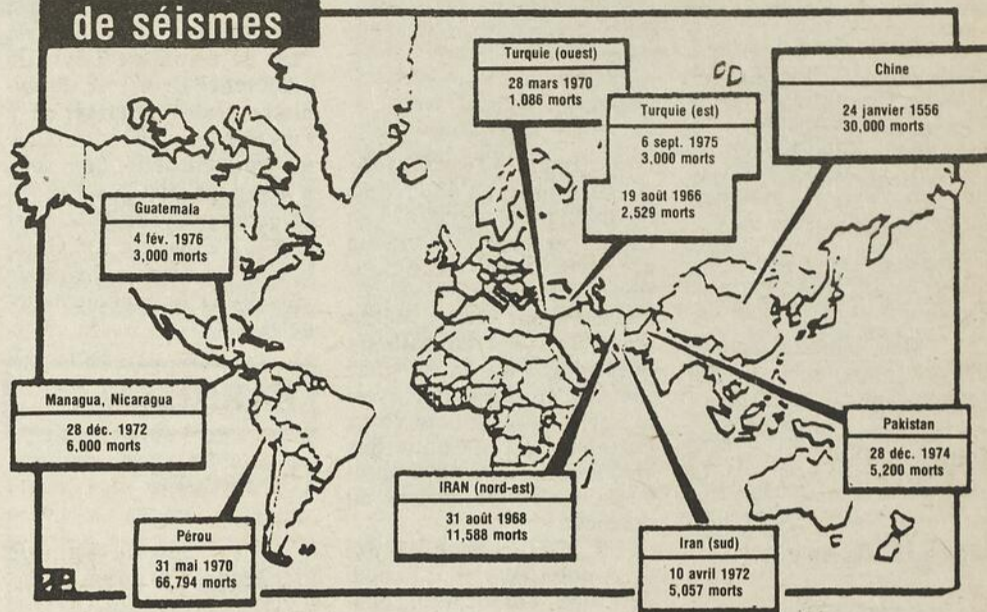 de séismes
Turquie (ouest)
28 mars 1970
1,086 morts
Turquie (est)
6 sept. 1975
3,000 morts
19 août 1966
2,529 morts
Chine
24 janvier 1556
30,000 morts
Guatemala
4 fév. 1976
3,000 morts
Managua, Nicaragua
28 déc. 1972
6,000 morts
Pérou
31 mai 1970
66,794 morts
IRAN (nord-est)
31 août 1968
11,588 morts
Iran (sud)
10 avril 1972
5,057 morts
Pakistan
28 déc. 1974
5,200 morts